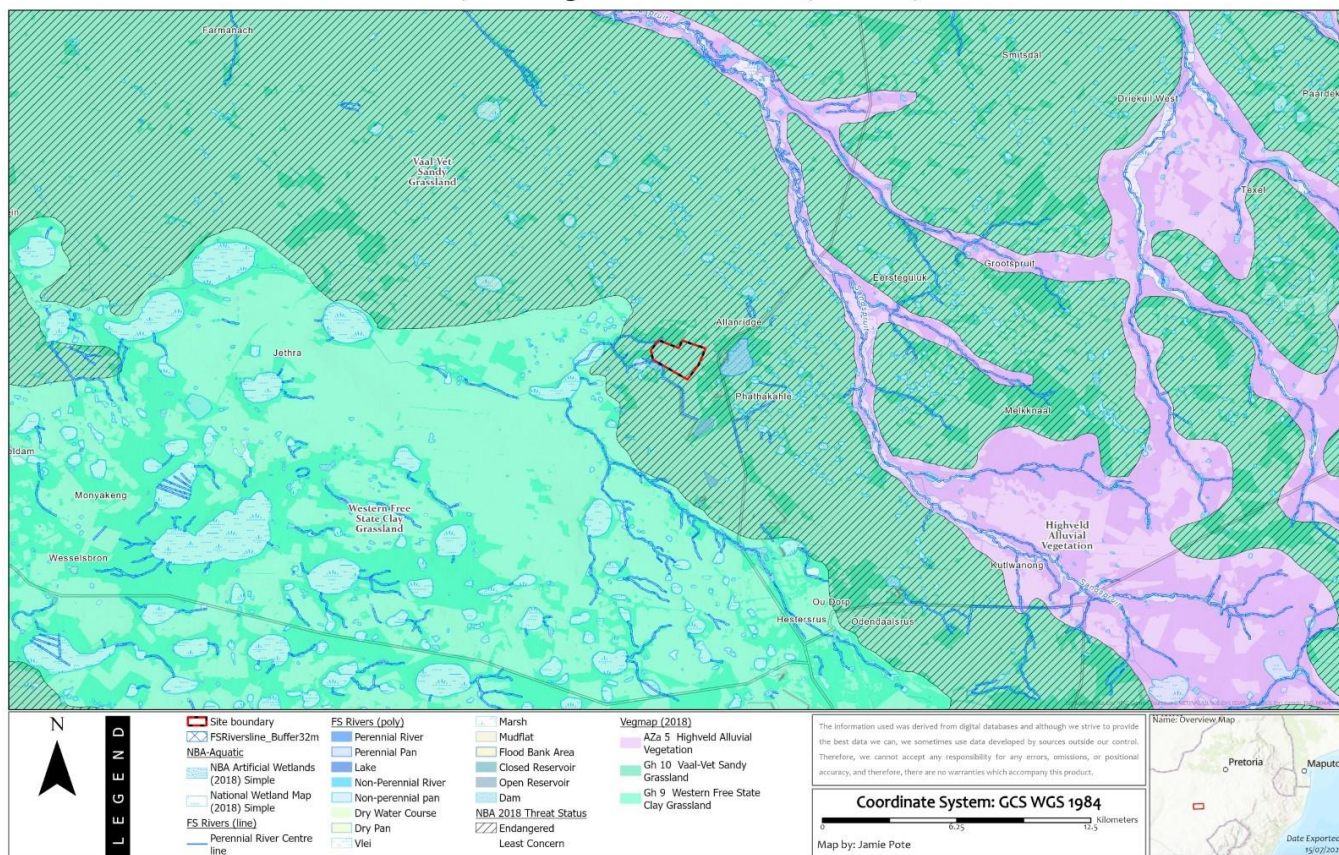 Farmanach
Smitsdal
Driekuil West
Paardek
Vaal Vet
Sandy
Grassland
Texel
Grootspruit
Eersteguluk
Sandspruit
Allanridge
Jethra
Phathakahle
Melkknaal
eldam
Monyakeng
Western Free
State Clay
Grassland
Highveld
Alluvial
Vegetation
Wesselsbron
Kutlwanong
Sandspruit
Ou Dorp
Hestersrus
Odendaalsrus
N
LEGEND
Site boundary
FSRiversline_Buffer32m
NBA-Aquatic
NBA Artificial Wetlands
(2018) Simple
National Wetland Map
(2018) Simple
FS Rivers (line)
Perennial River Centre
line
FS Rivers (poly)
Perennial River
Perennial Pan
Lake
Non-Perennial River
Non-perennial pan
Dry Water Course
Dry Pan
Vlei
Marsh
Mudflat
Flood Bank Area
Closed Reservoir
Open Reservoir
Dam
NBA 2018 Threat Status
Endangered
Least Concern
Vegmap (2018)
AZa 5 Highveld Alluvial
Vegetation
Gh 10 Vaal-Vet Sandy
Grassland
Gh 9 Western Free State
Clay Grassland
The information used was derived from digital databases and although we strive to provide
the best data we can, we sometimes use data developed by sources outside our control.
Therefore, we cannot accept any responsibility for any errors, omissions, or positional
accuracy, and therefore, there are no warranties which accompany this product.
Coordinate System: GCS WGS 1984
Kilometers
0 6.25 12.5
Map by: Jamie Pote
Name: Overview Map
Pretoria
Maputo
Date Exported
15/07/202